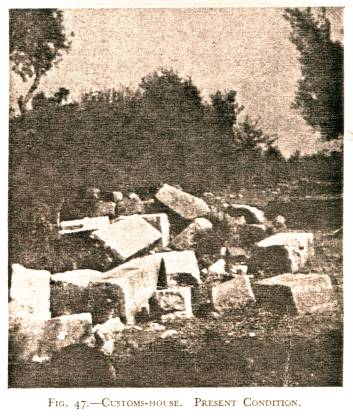 Fig. 47.—Customs-house. Present Condition.